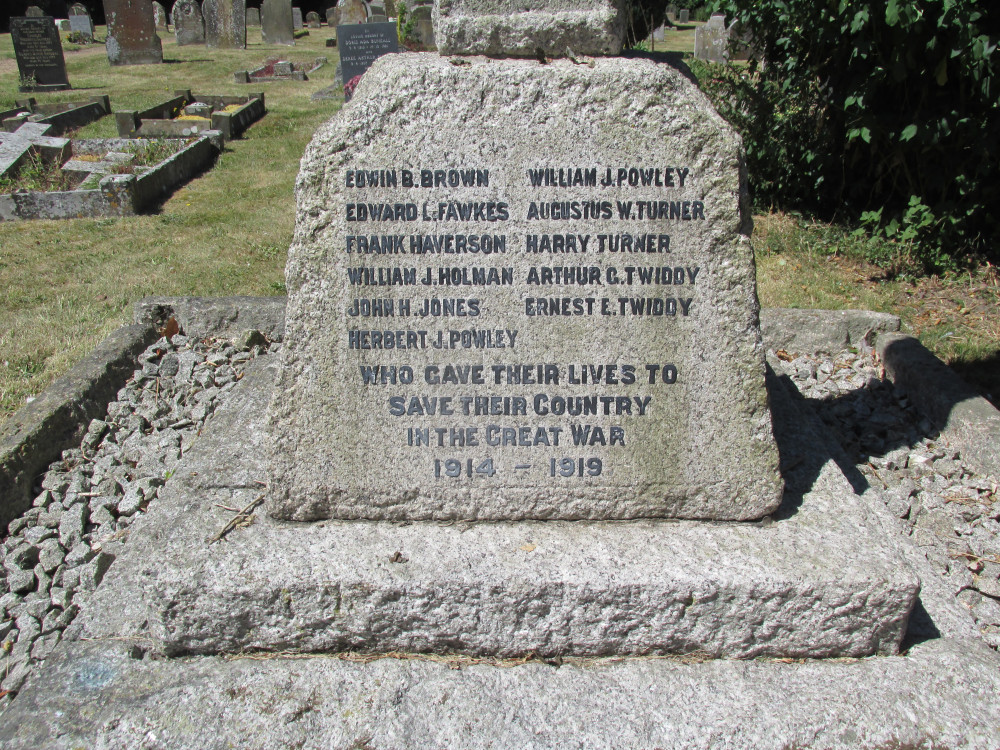 EDWIN B. BROWN WILLIAM J. POWLEY
EDWARD L. FAWKES AUGUSTUS W. TURNER
FRANK HAVERSON HARRY TURNER
WILLIAM J. HOLMAN ARTHUR G. TWIDDY
JOHN H. JONES ERNEST E. TWIDDY
HERBERT J. POWLEY
WHO GAVE THEIR LIVES TO
SAVE THEIR COUNTRY
IN THE GREAT WAR
1914 – 1919